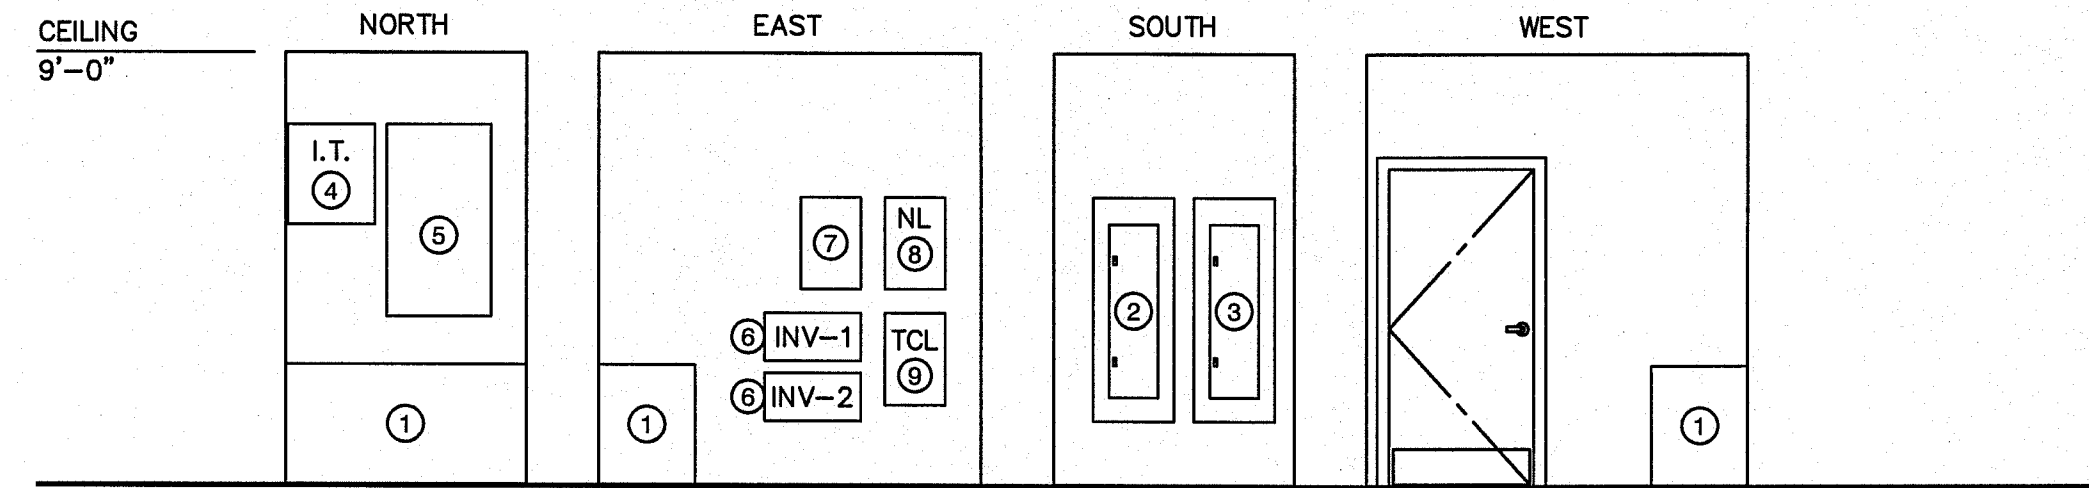 CEILING
9'-0"
NORTH
EAST
SOUTH
WEST
I.T.
4
5
1
7
NL
8
6 INV-1
TCL
9
6 INV-2
1
2
3
1